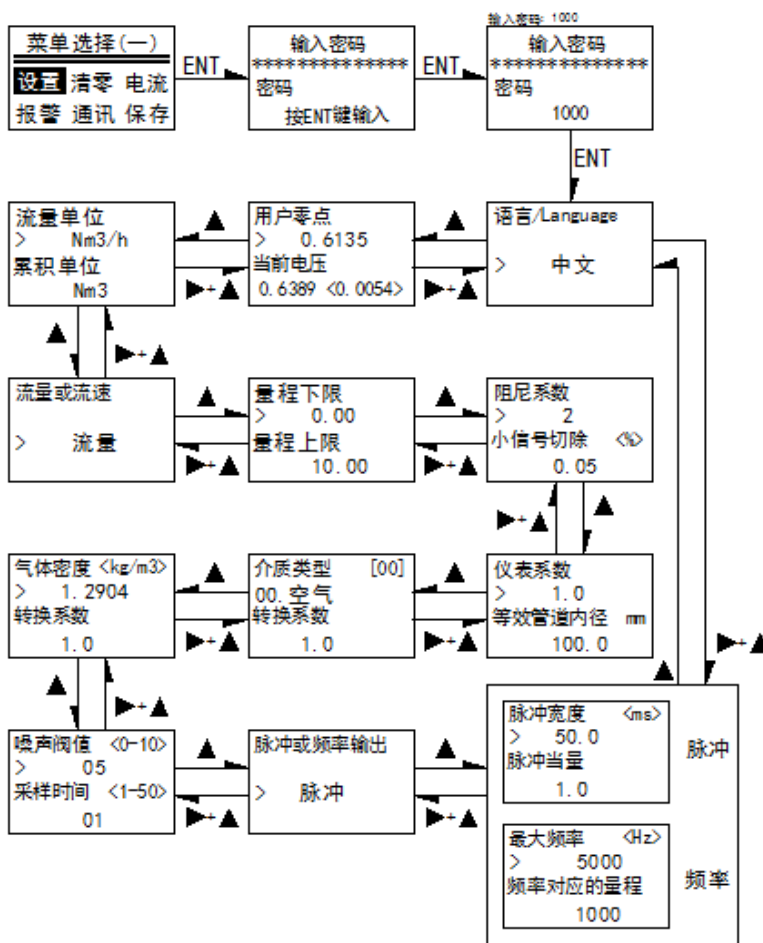 输入密码: 1000
菜单选择(一)
设置 清零 电流
报警 通讯 保存
ENT
输入密码
**************
密码
按ENT键输入
ENT
输入密码
**************
密码
1000
ENT
流量单位
> Nm3/h
累积单位
Nm3
▲
▶+▲
用户零点
> 0.6135
当前电压
0.6389 <0.0054>
▲
▶+▲
语言/Language
> 中文
▲
▶+▲
流量或流速
> 流量
▲
▶+▲
量程下限
> 0.00
量程上限
10.00
▲
▶+▲
阻尼系数
> 2
小信号切除 <%>
0.05
▶+▲
▲
气体密度 <kg/m3>
> 1.2904
转换系数
1.0
▲
▶+▲
介质类型 [00]
00.空气
转换系数
1.0
▲
▶+▲
仪表系数
> 1.0
等效管道内径 mm
100.0
▶+▲
▲
▲
▶+▲
噪声阀值 <0-10>
> 05
采样时间 <1-50>
01
▲
▶+▲
脉冲或频率输出
> 脉冲
▲
▶+▲
脉冲宽度 <ms>
> 50.0
脉冲当量
1.0
脉冲
最大频率 <Hz>
> 5000
频率对应的量程
1000
频率